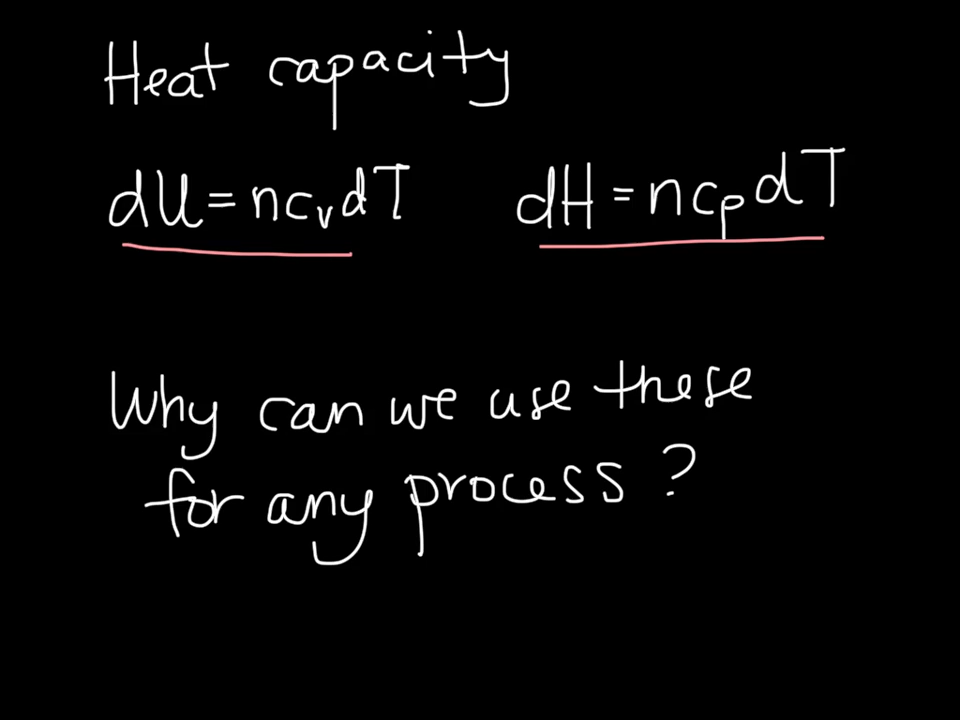 Heat capacity
dU = ncᵥdT dH = ncₚdT
Why can we use these
for any process?